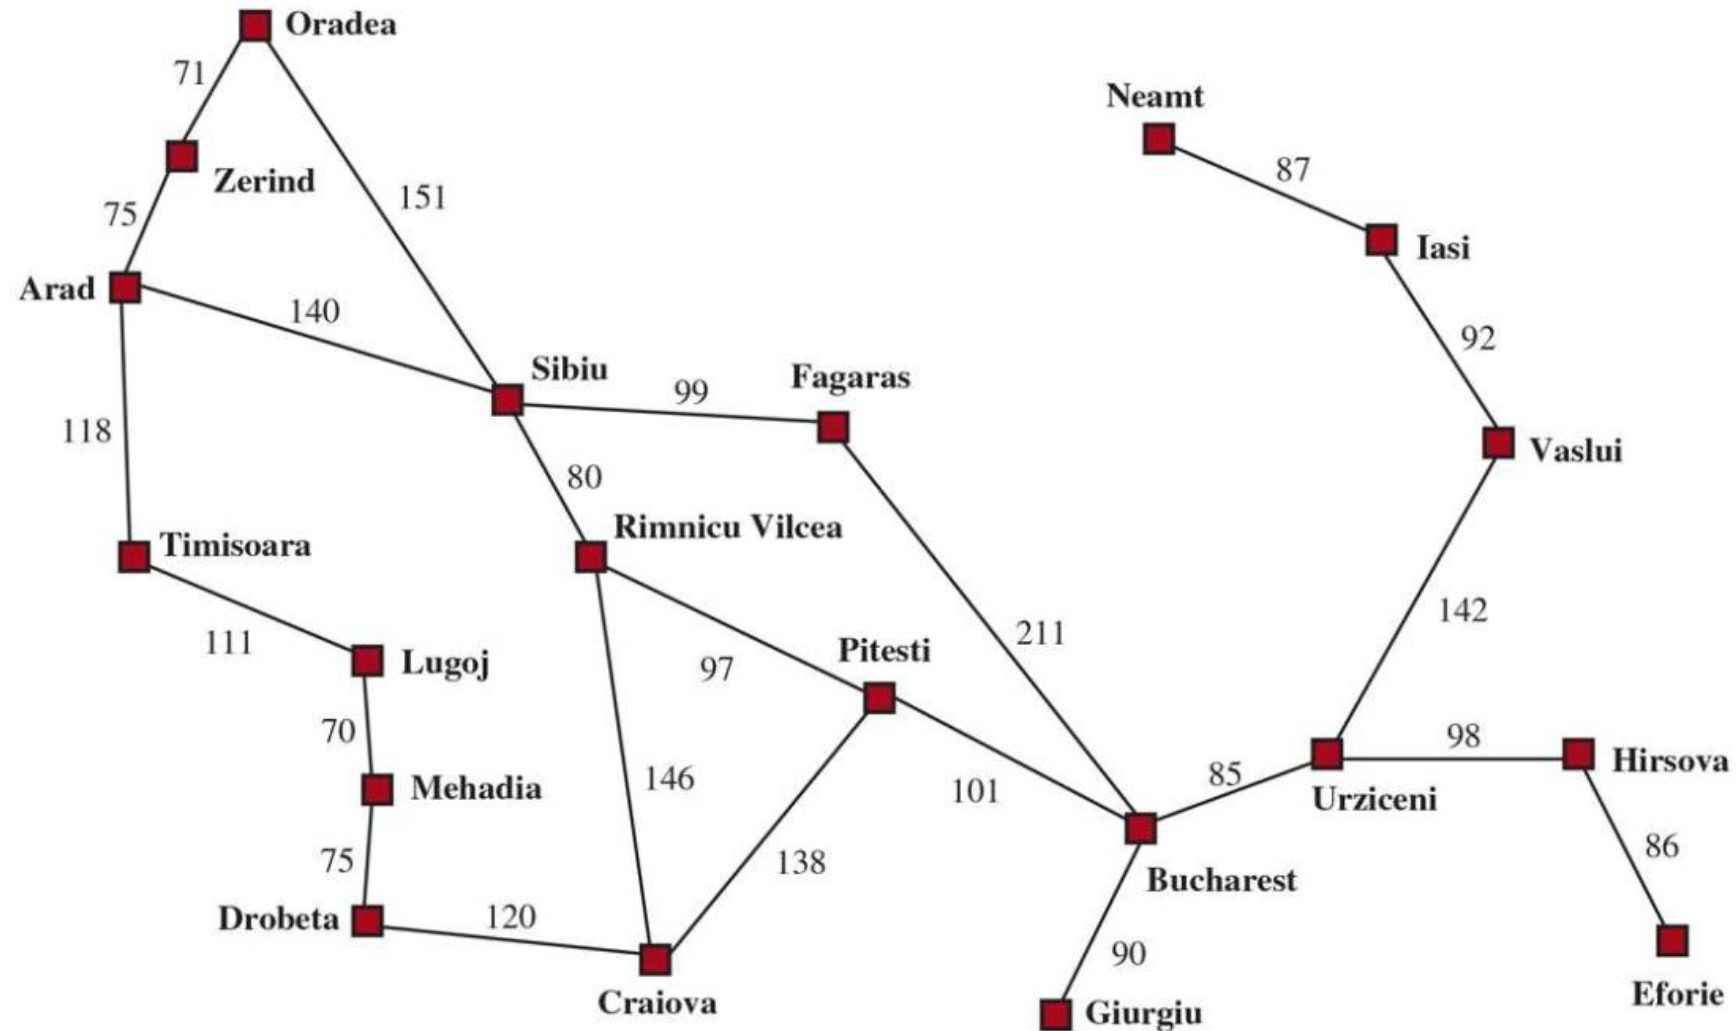 Oradea
71
Neamt
87
Zerind
151
75
Iasi
Arad
140
92
Sibiu
99
Fagaras
118
Vaslui
80
Rimnicu Vilcea
Timisoara
142
211
111
Lugoj
97
Pitesti
70
98
Hirsova
146
85
Mehadia
101
Urziceni
75
138
86
Bucharest
Drobeta
120
90
Craiova
Eforie
Giurgiu